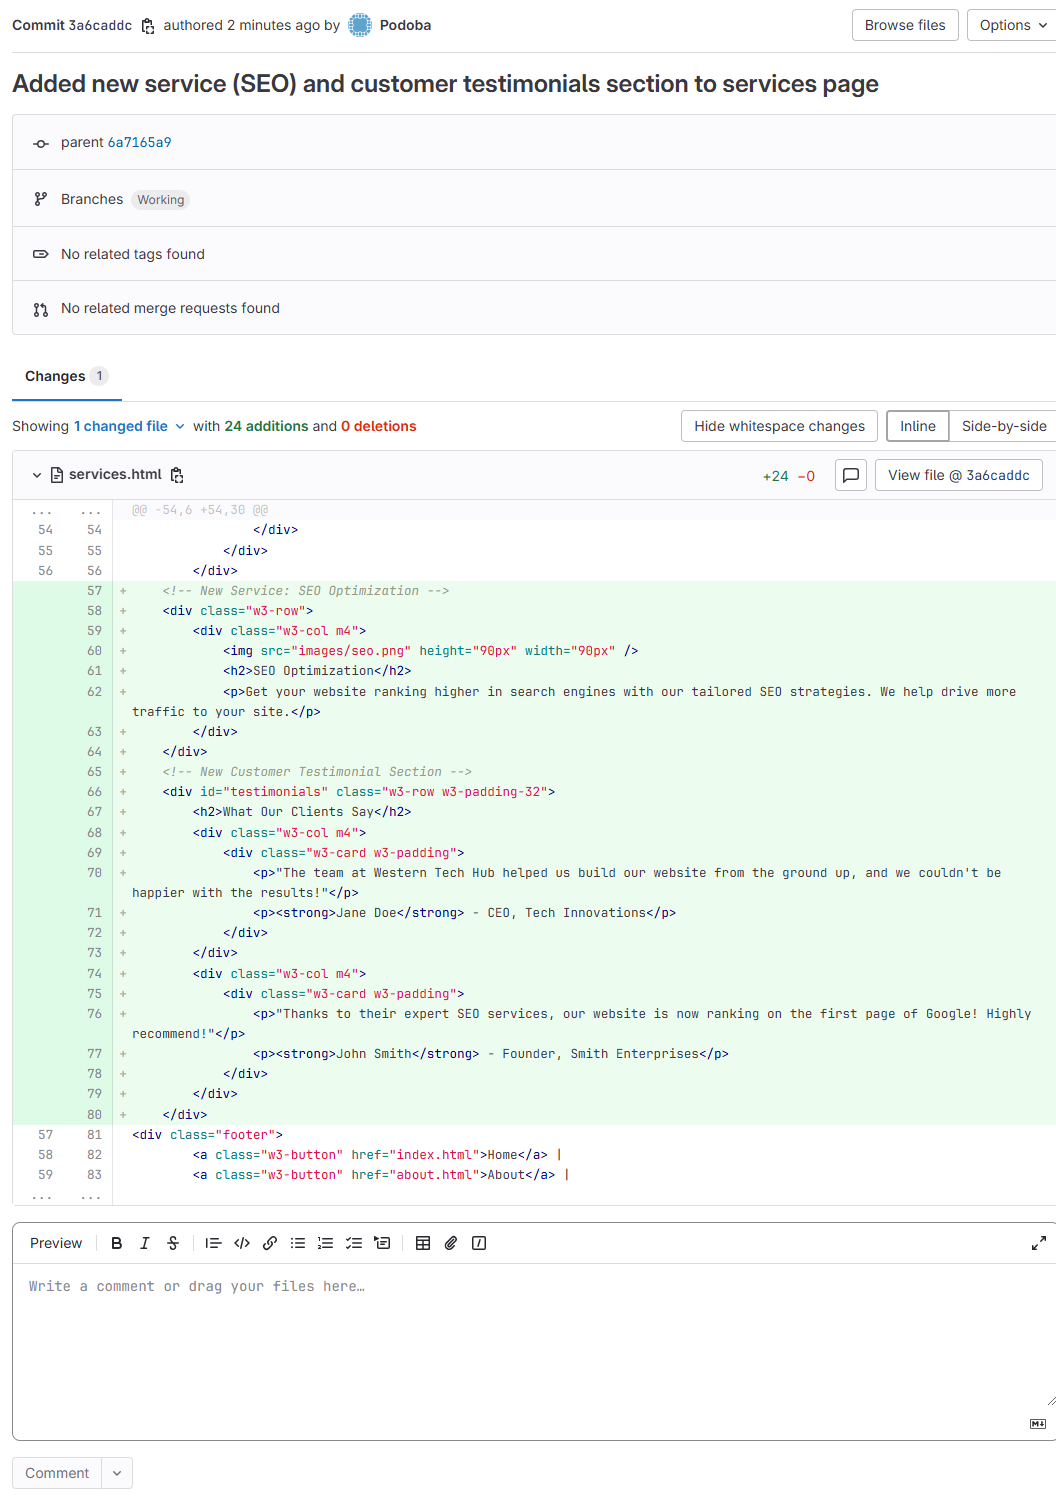 Commit 3a6caddc authored 2 minutes ago by Podoba Browse files Options
Added new service (SEO) and customer testimonials section to services page
parent 6a7165a9
Branches Working
No related tags found
No related merge requests found
Changes 1
Showing 1 changed file with 24 additions and 0 deletions Hide whitespace changes Inline Side-by-side
services.html +24 −0 View file @ 3a6caddc
... ... @@ -54,6 +54,30 @@
54 54 </div>
55 55 </div>
56 56 </div>
57 + <!-- New Service: SEO Optimization -->
58 + <div class="w3-row">
59 + <div class="w3-col m4">
60 + <img src="images/seo.png" height="90px" width="90px" />
61 + <h2>SEO Optimization</h2>
62 + <p>Get your website ranking higher in search engines with our tailored SEO strategies. We help drive more
traffic to your site.</p>
63 + </div>
64 + </div>
65 + <!-- New Customer Testimonial Section -->
66 + <div id="testimonials" class="w3-row w3-padding-32">
67 + <h2>What Our Clients Say</h2>
68 + <div class="w3-col m4">
69 + <div class="w3-card w3-padding">
70 + <p>"The team at Western Tech Hub helped us build our website from the ground up, and we couldn't be
happier with the results!"</p>
71 + <p><strong>Jane Doe</strong> - CEO, Tech Innovations</p>
72 + </div>
73 + </div>
74 + <div class="w3-col m4">
75 + <div class="w3-card w3-padding">
76 + <p>"Thanks to their expert SEO services, our website is now ranking on the first page of Google! Highly
recommend!"</p>
77 + <p><strong>John Smith</strong> - Founder, Smith Enterprises</p>
78 + </div>
79 + </div>
80 + </div>
57 81 <div class="footer">
58 82 <a class="w3-button" href="index.html">Home</a> |
59 83 <a class="w3-button" href="about.html">About</a> |
... ...
Preview B I S
Write a comment or drag your files here…
M
Comment